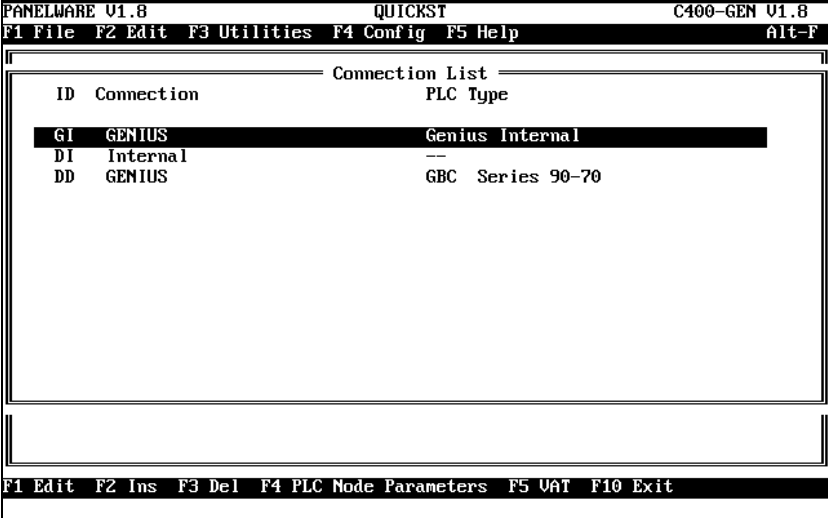 PANELWARE V1.8 QUICKST C400-GEN V1.8
F1 File F2 Edit F3 Utilities F4 Config F5 Help Alt-F
Connection List
ID Connection PLC Type
GI GENIUS Genius Internal
DI Internal --
DD GENIUS GBC Series 90-70
F1 Edit F2 Ins F3 Del F4 PLC Node Parameters F5 VAT F10 Exit